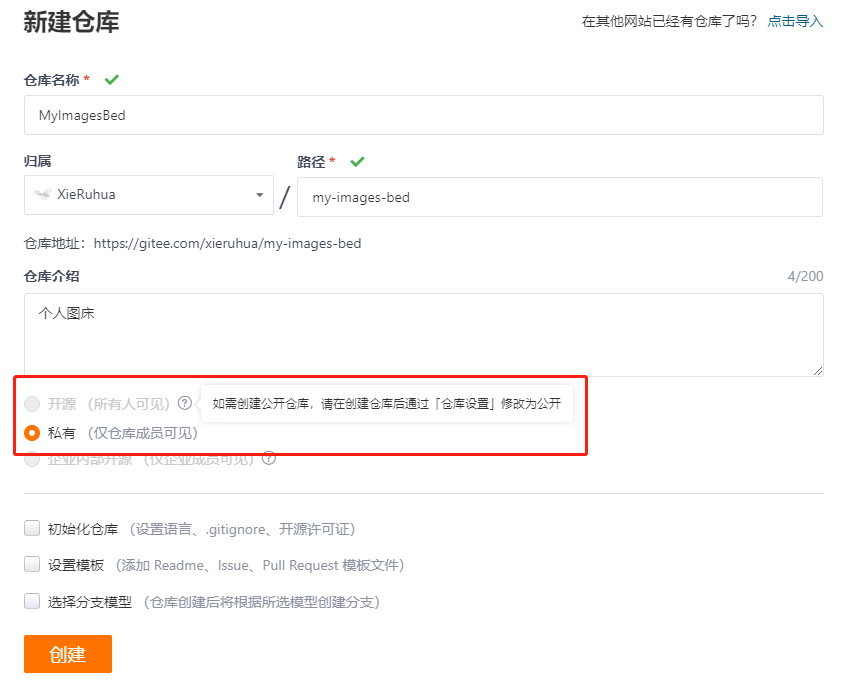 新建仓库
在其他网站已经有仓库了吗? 点击导入
仓库名称 *
MyImagesBed
归属
路径 *
XieRuhua
/
my-images-bed
仓库地址：https://gitee.com/xieruhua/my-images-bed
仓库介绍
4/200
个人图床
开源 （所有人可见） ? 如需创建公开仓库，请在创建仓库后通过「仓库设置」修改为公开
私有 （仅仓库成员可见）
企业内部开源 （仅企业成员可见） ?
初始化仓库 （设置语言、.gitignore、开源许可证）
设置模板 （添加 Readme、Issue、Pull Request 模板文件）
选择分支模型 （仓库创建后将根据所选模型创建分支）
创建